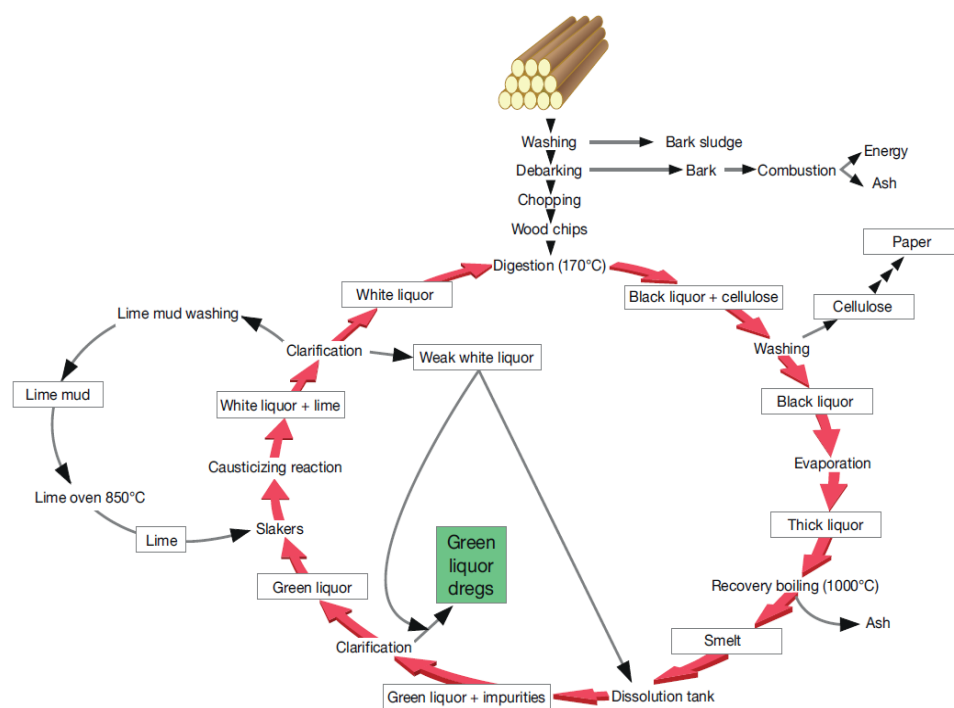 Washing
Bark sludge
Debarking
Bark
Combustion
Energy
Ash
Chopping
Wood chips
Digestion (170°C)
Paper
White liquor
Black liquor + cellulose
Cellulose
Lime mud washing
Clarification
Weak white liquor
Washing
Lime mud
White liquor + lime
Black liquor
Causticizing reaction
Evaporation
Lime oven 850°C
Lime
Slakers
Thick liquor
Green
liquor
dregs
Green liquor
Recovery boiling (1000°C)
Ash
Clarification
Smelt
Green liquor + impurities
Dissolution tank